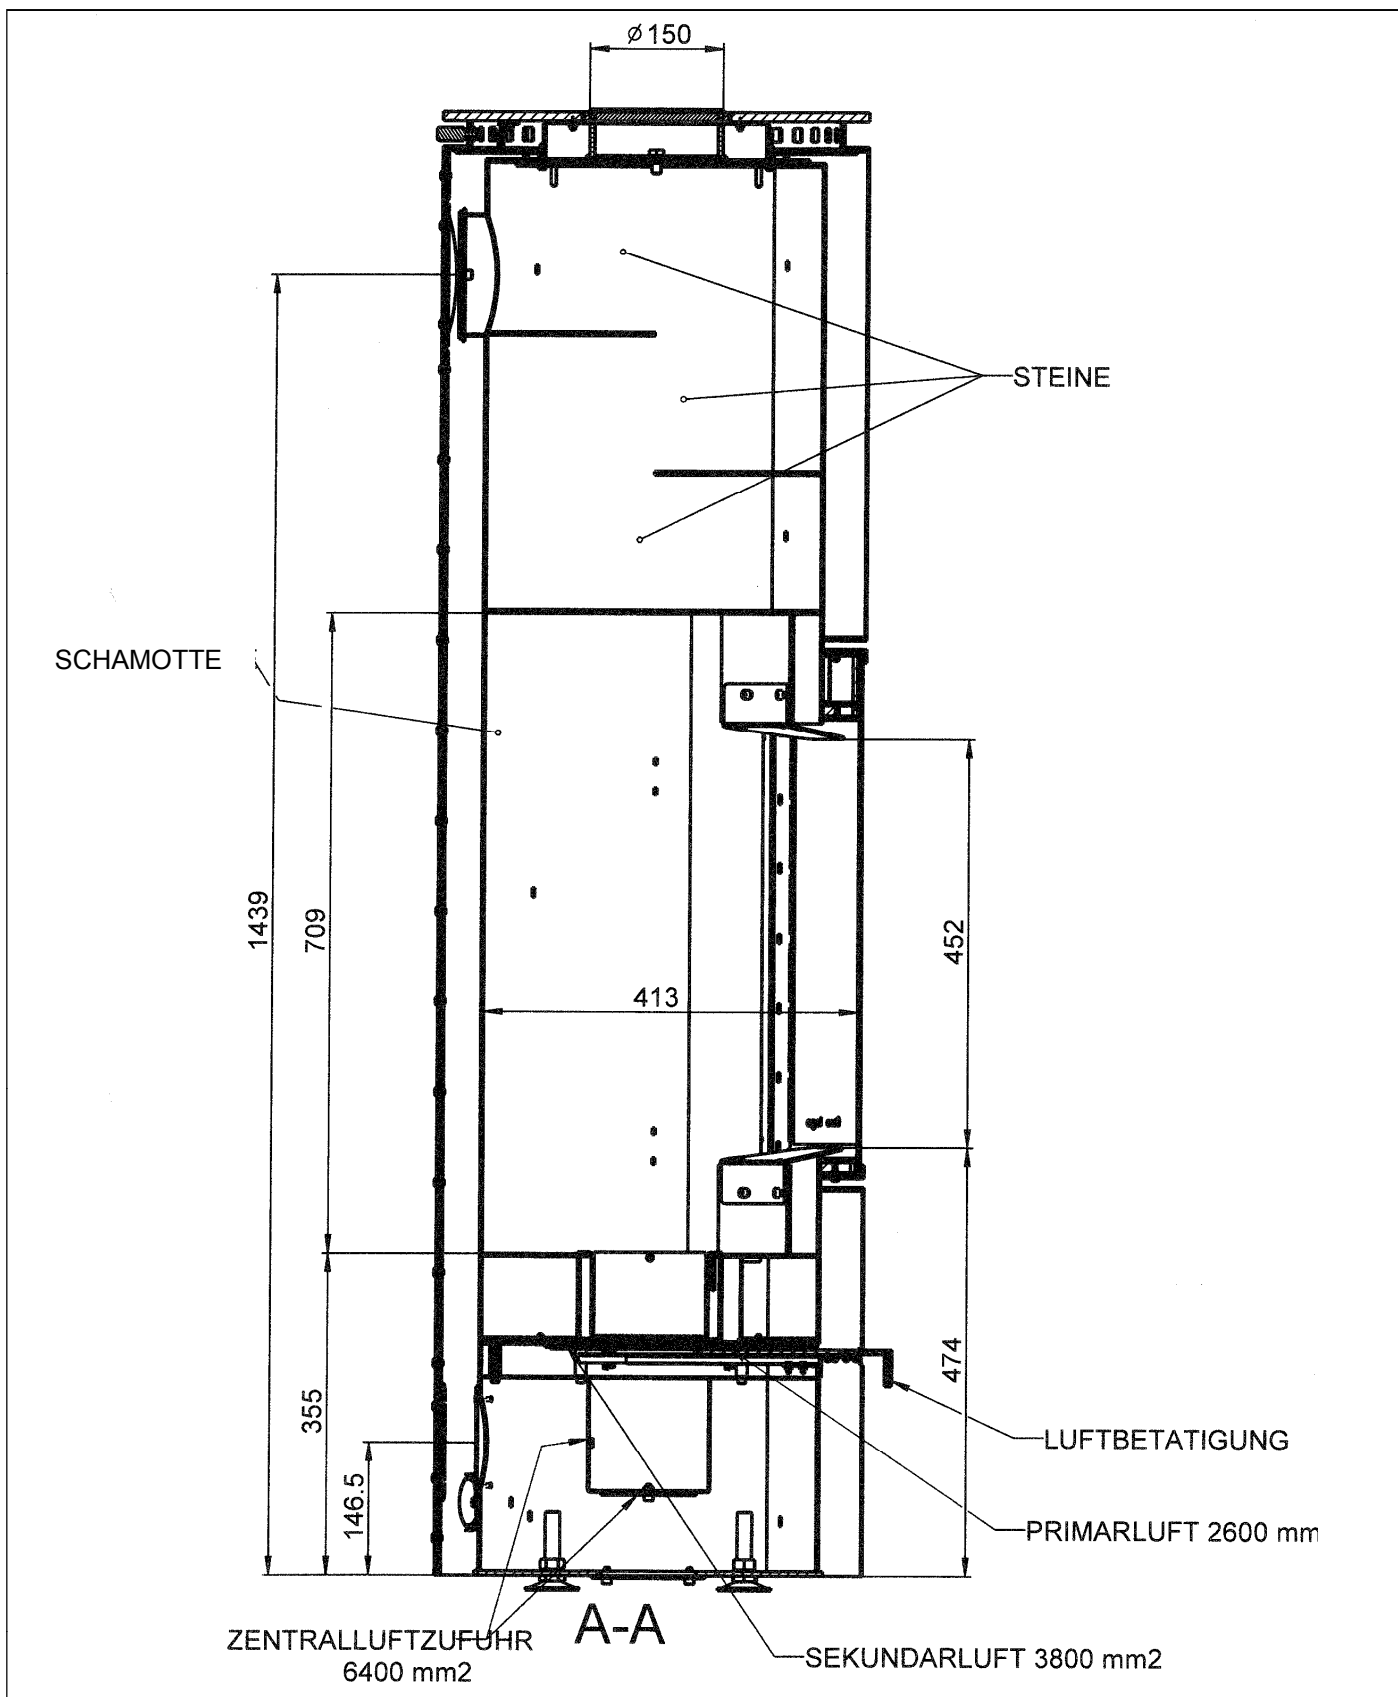 ⌀150
STEINE
SCHAMOTTE
1439
709
452
413
474
355
146.5
LUFTBETATIGUNG
PRIMARLUFT 2600 mm
A-A
ZENTRALLUFTZUFUHR
6400 mm2
SEKUNDARLUFT 3800 mm2